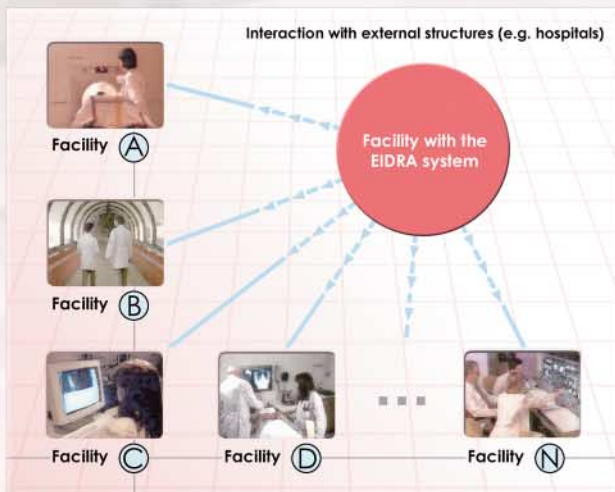 Interaction with external structures (e.g. hospitals)
Facility with the
EIDRA system
Facility A
Facility B
Facility C
Facility D
Facility N